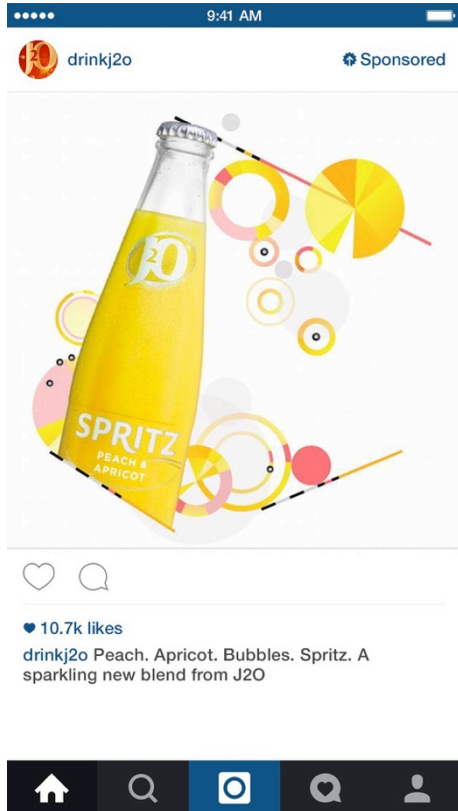 9:41 AM
drinkj2o
Sponsored
J2O
J2O
SPRITZ
PEACH &
APRICOT
10.7k likes
drinkj2o Peach. Apricot. Bubbles. Spritz. A
sparkling new blend from J2O